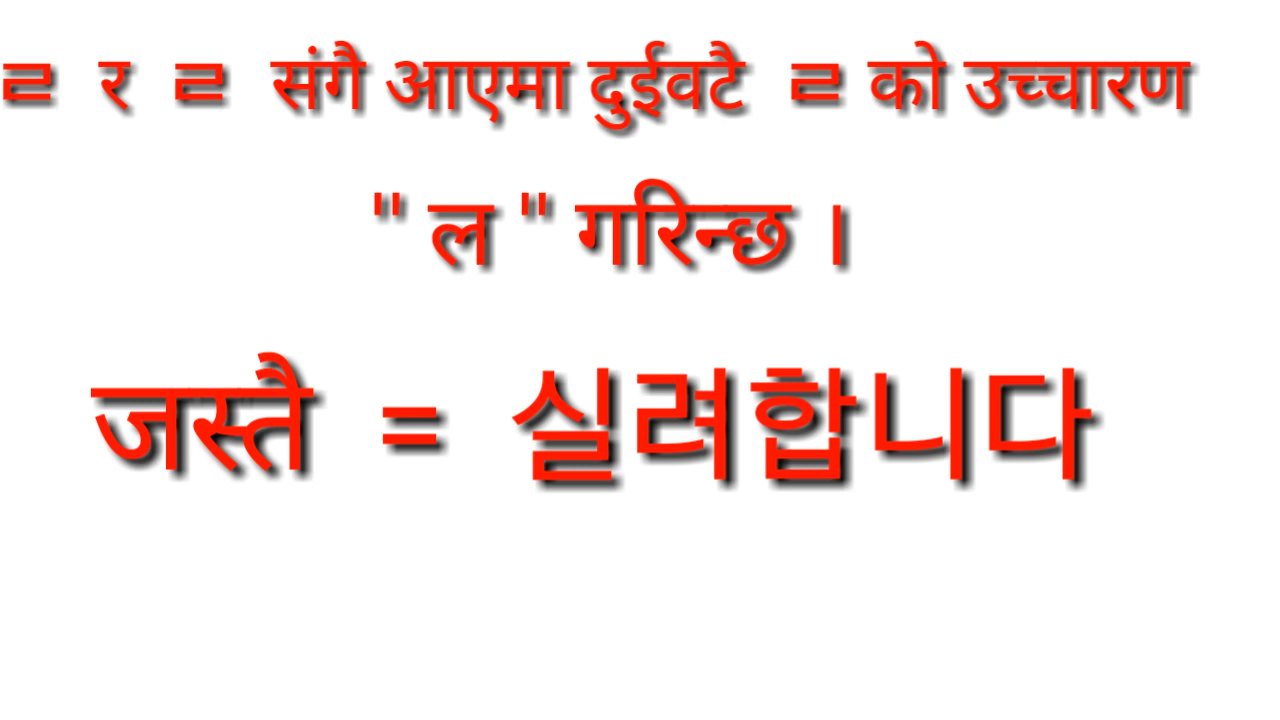 ㄹ र ㄹ संगै आएमा दुईवटै ㄹ को उच्चारण
" ल " गरिन्छ ।
जस्तै = 실려합니다